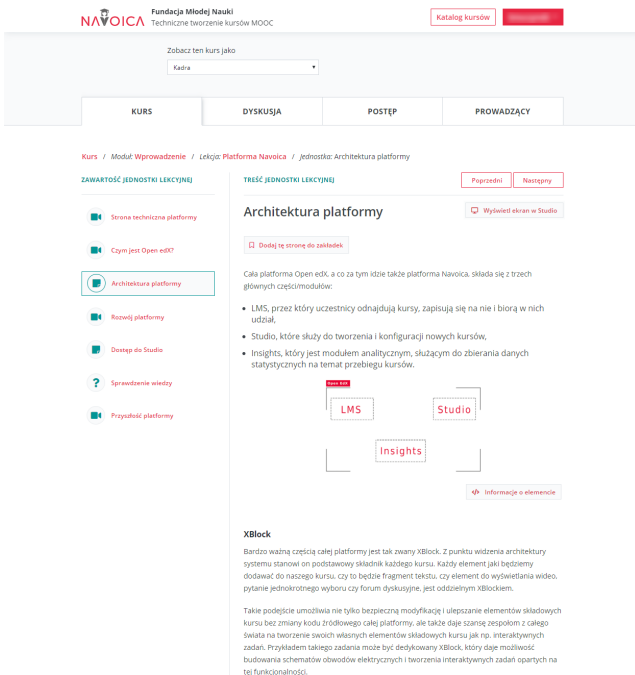 NAVOICA
Fundacja Młodej Nauki
Techniczne tworzenie kursów MOOC
Katalog kursów
Zobacz ten kurs jako
Kadra
KURS
DYSKUSJA
POSTĘP
PROWADZĄCY
Kurs / Moduł: Wprowadzenie / Lekcja: Platforma Navoica / Jednostka: Architektura platformy
ZAWARTOŚĆ JEDNOSTKI LEKCYJNEJ
Strona techniczna platformy
Czym jest Open edX?
Architektura platformy
Rozwój platformy
Dostęp do Studio
Sprawdzenie wiedzy
Przyszłość platformy
TREŚĆ JEDNOSTKI LEKCYJNEJ
Poprzedni
Następny
Architektura platformy
Wyświetl ekran w Studio
Dodaj tę stronę do zakładek
Cała platforma Open edX, a co za tym idzie także platforma Navoica, składa się z trzech
głównych części/modułów:
• LMS, przez który uczestnicy odnajdują kursy, zapisują się na nie i biorą w nich
udział,
• Studio, które służy do tworzenia i konfiguracji nowych kursów,
• Insights, który jest modułem analitycznym, służącym do zbierania danych
statystycznych na temat przebiegu kursów.
Open EdX
LMS
Studio
Insights
Informacje o elemencie
XBlock
Bardzo ważną częścią całej platformy jest tak zwany XBlock. Z punktu widzenia architektury
systemu stanowi on podstawowy składnik każdego kursu. Każdy element jaki będziemy
dodawać do naszego kursu, czy to będzie fragment tekstu, czy element do wyświetlania wideo,
pytanie jednokrotnego wyboru czy forum dyskusyjne, jest oddzielnym XBlockiem.
Takie podejście umożliwia nie tylko bezpieczną modyfikację i ulepszanie elementów składowych
kursu bez zmiany kodu źródłowego całej platformy, ale także daje szansę zespołom z całego
świata na tworzenie swoich własnych elementów składowych kursu jak np. interaktywnych
zadań. Przykładem takiego zadania może być dedykowany XBlock, który daje możliwość
budowania schematów obwodów elektrycznych i tworzenia interaktywnych zadań opartych na
tej funkcjonalności.